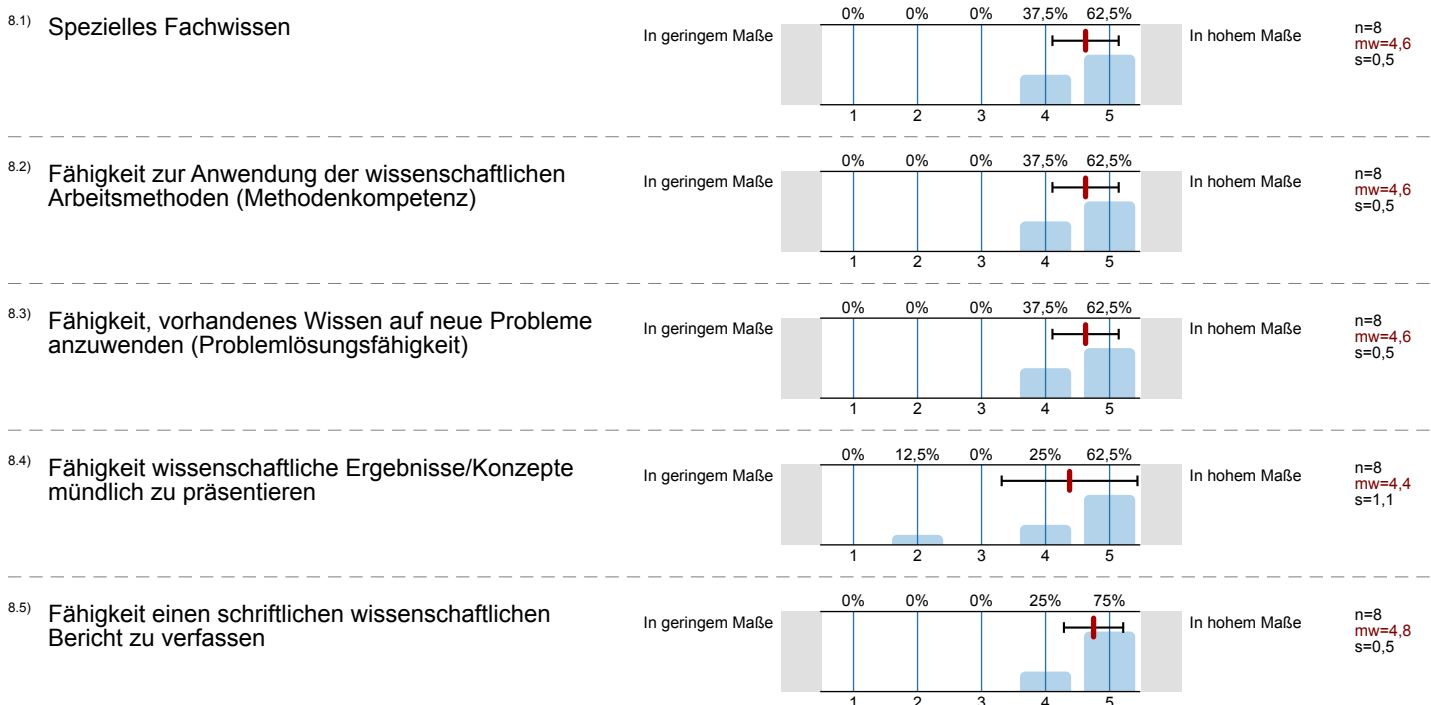 8.1) Spezielles Fachwissen
In geringem Maße
0% 0% 0% 37,5% 62,5%
1 2 3 4 5
In hohem Maße
n=8
mw=4,6
s=0,5
8.2) Fähigkeit zur Anwendung der wissenschaftlichen
Arbeitsmethoden (Methodenkompetenz)
In geringem Maße
0% 0% 0% 37,5% 62,5%
1 2 3 4 5
In hohem Maße
n=8
mw=4,6
s=0,5
8.3) Fähigkeit, vorhandenes Wissen auf neue Probleme
anzuwenden (Problemlösungsfähigkeit)
In geringem Maße
0% 0% 0% 37,5% 62,5%
1 2 3 4 5
In hohem Maße
n=8
mw=4,6
s=0,5
8.4) Fähigkeit wissenschaftliche Ergebnisse/Konzepte
mündlich zu präsentieren
In geringem Maße
0% 12,5% 0% 25% 62,5%
1 2 3 4 5
In hohem Maße
n=8
mw=4,4
s=1,1
8.5) Fähigkeit einen schriftlichen wissenschaftlichen
Bericht zu verfassen
In geringem Maße
0% 0% 0% 25% 75%
1 2 3 4 5
In hohem Maße
n=8
mw=4,8
s=0,5